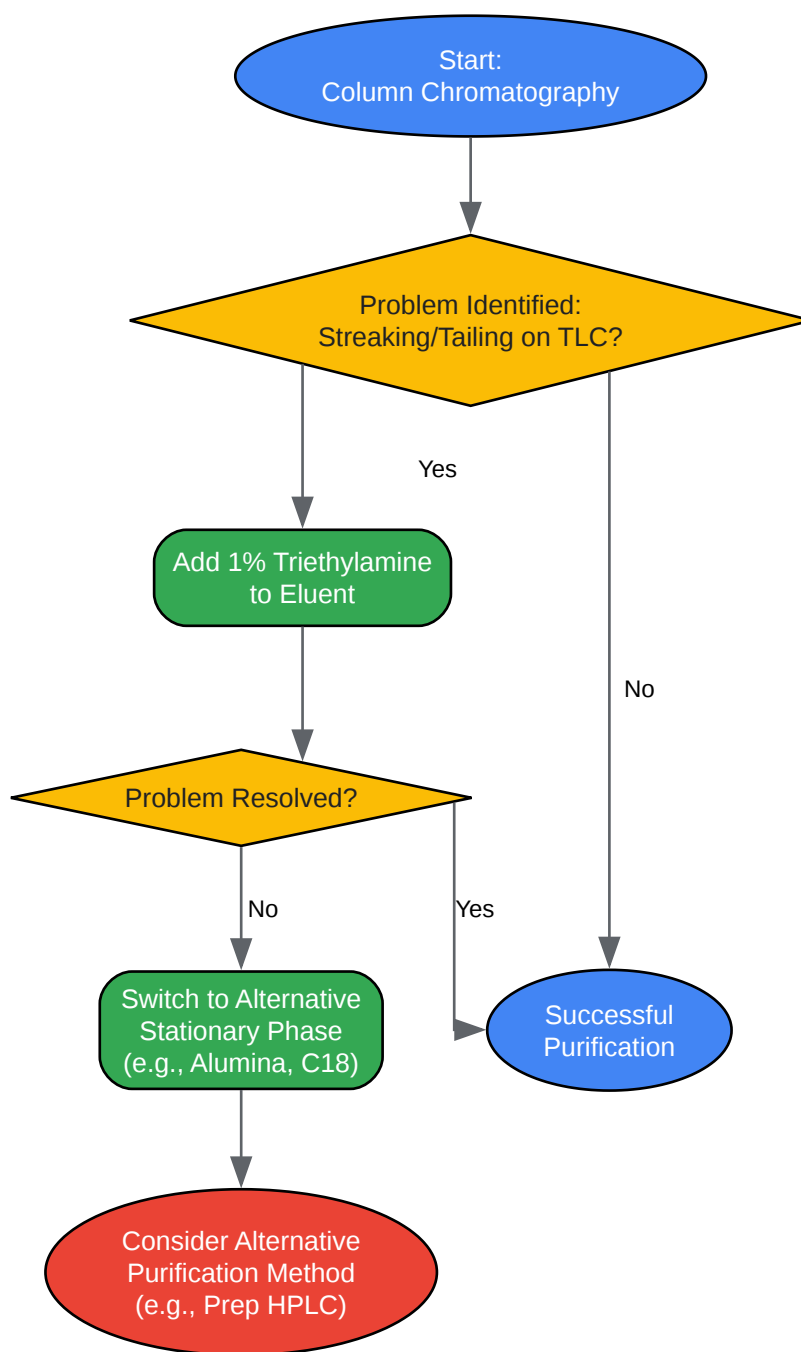 Start:
Column Chromatography
Problem Identified:
Streaking/Tailing on TLC?
Yes
Add 1% Triethylamine
to Eluent
No
Problem Resolved?
No
Yes
Switch to Alternative
Stationary Phase
(e.g., Alumina, C18)
Successful
Purification
Consider Alternative
Purification Method
(e.g., Prep HPLC)